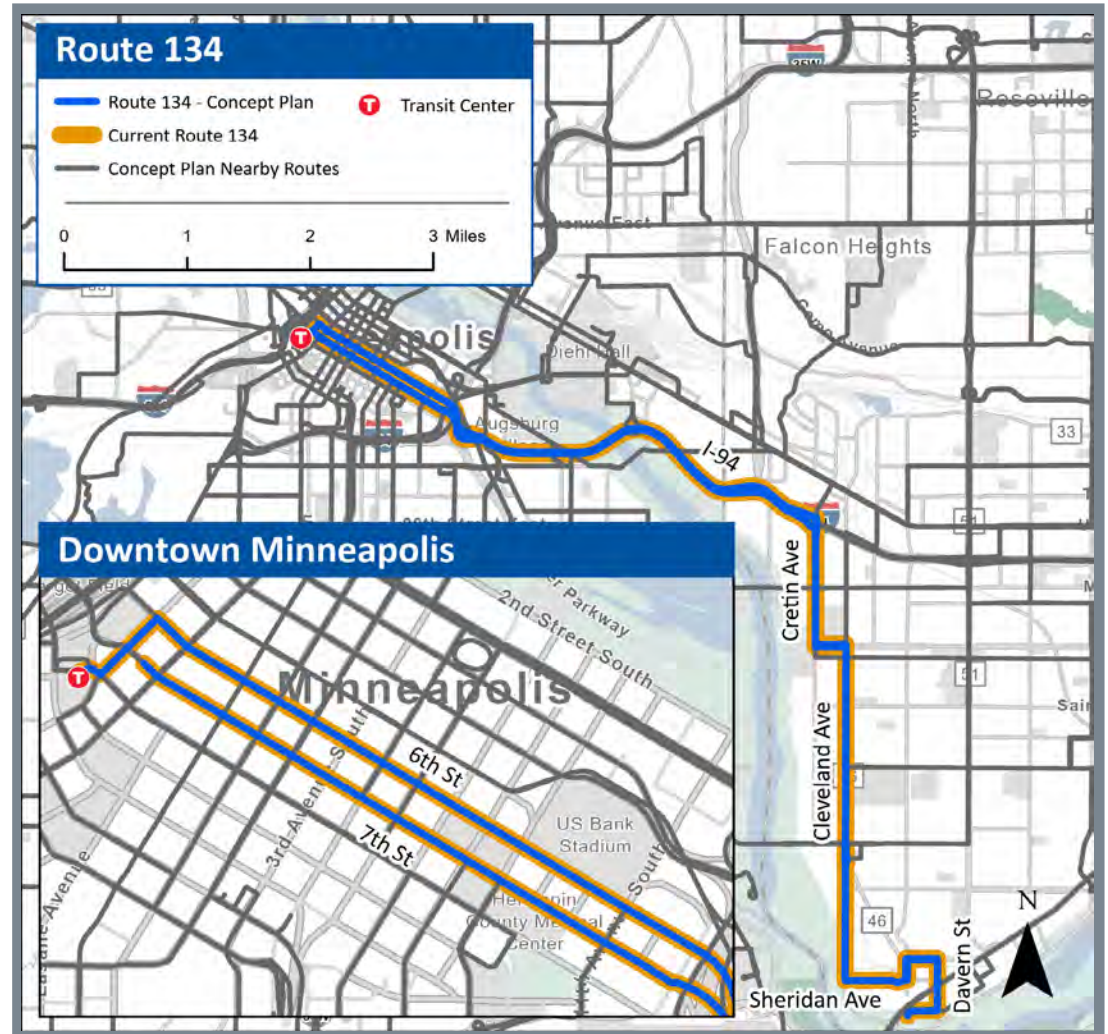 Route 134
Route 134 - Concept Plan
Transit Center
Current Route 134
Concept Plan Nearby Routes
0 1 2 3 Miles
35W
Roseville
Falcon Heights
Diehl Hall
Augsburg
I-94
33
51
Cretin Ave
51
Cleveland Ave
46
N
Davern St
Sheridan Ave
Downtown Minneapolis
2nd Street South
Minneapolis
3rd Avenue South
6th St
7th St
US Bank
Stadium
Hennepin
County Medical
Center